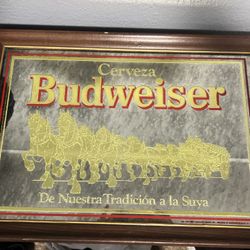 Cerveza
Budweiser
De Nuestra Tradición a la Suya